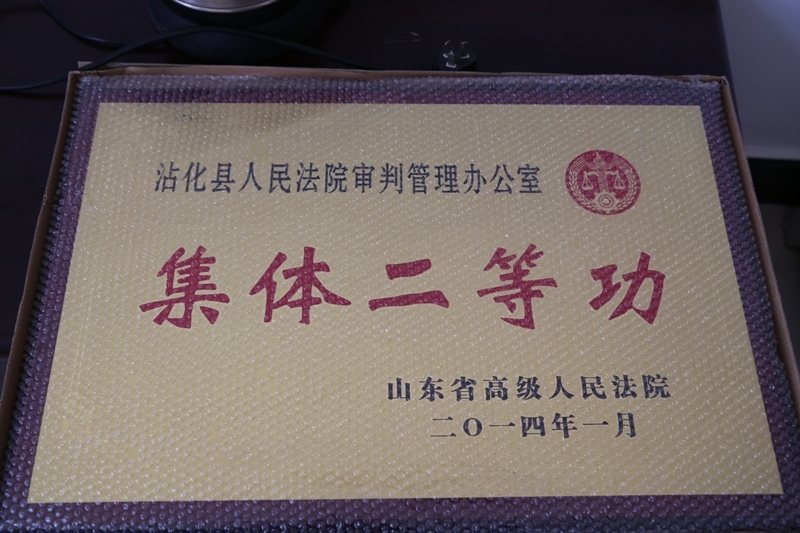 沾化县人民法院审判管理办公室
集体二等功
山东省高级人民法院
二〇一四年一月